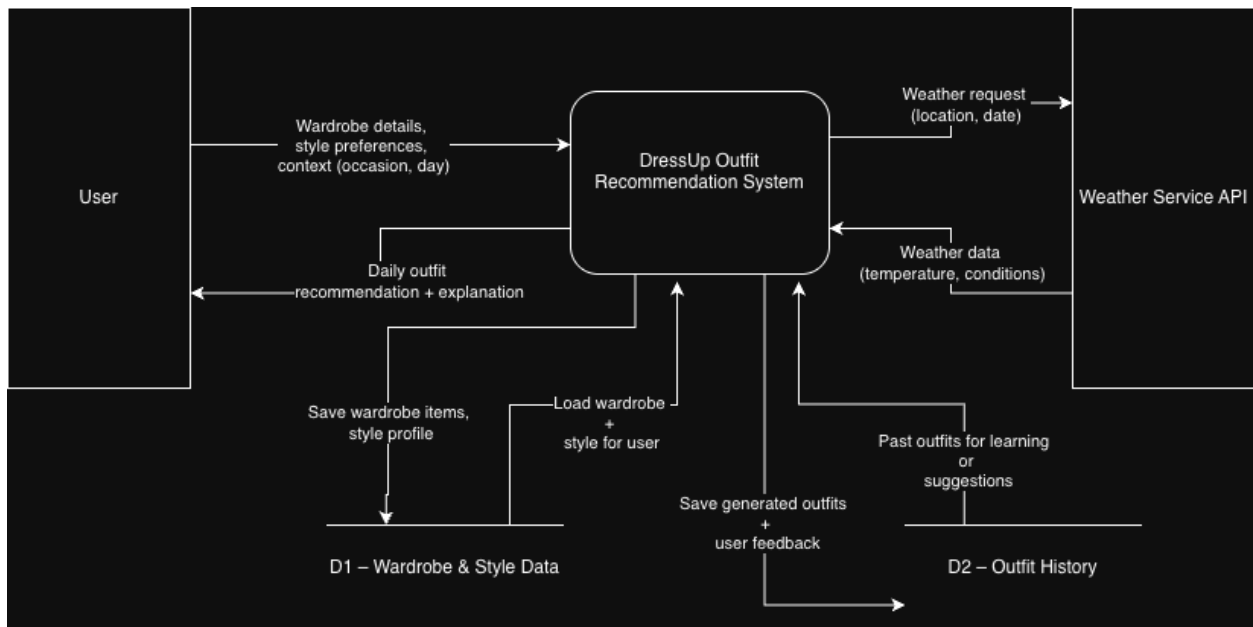 Weather request
(location, date)
Wardrobe details,
style preferences,
context (occasion, day)
DressUp Outfit
Recommendation System
User
Weather Service API
Weather data
(temperature, conditions)
Daily outfit
recommendation + explanation
Save wardrobe items,
style profile
Load wardrobe
+
style for user
Past outfits for learning
or
suggestions
Save generated outfits
+
user feedback
D1 – Wardrobe & Style Data
D2 – Outfit History